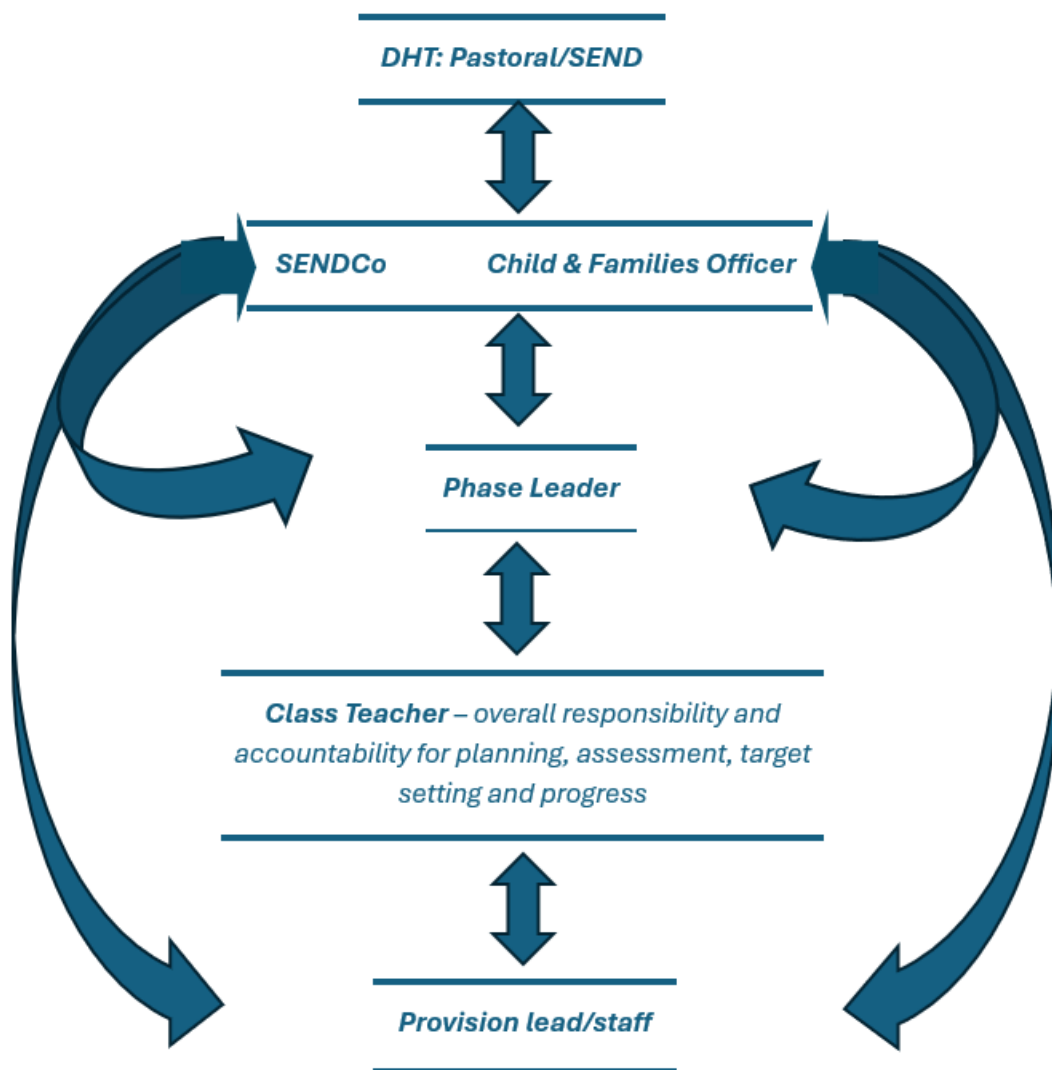 DHT: Pastoral/SEND
SENDCo Child & Families Officer
Phase Leader
Class Teacher – overall responsibility and
accountability for planning, assessment, target
setting and progress
Provision lead/staff